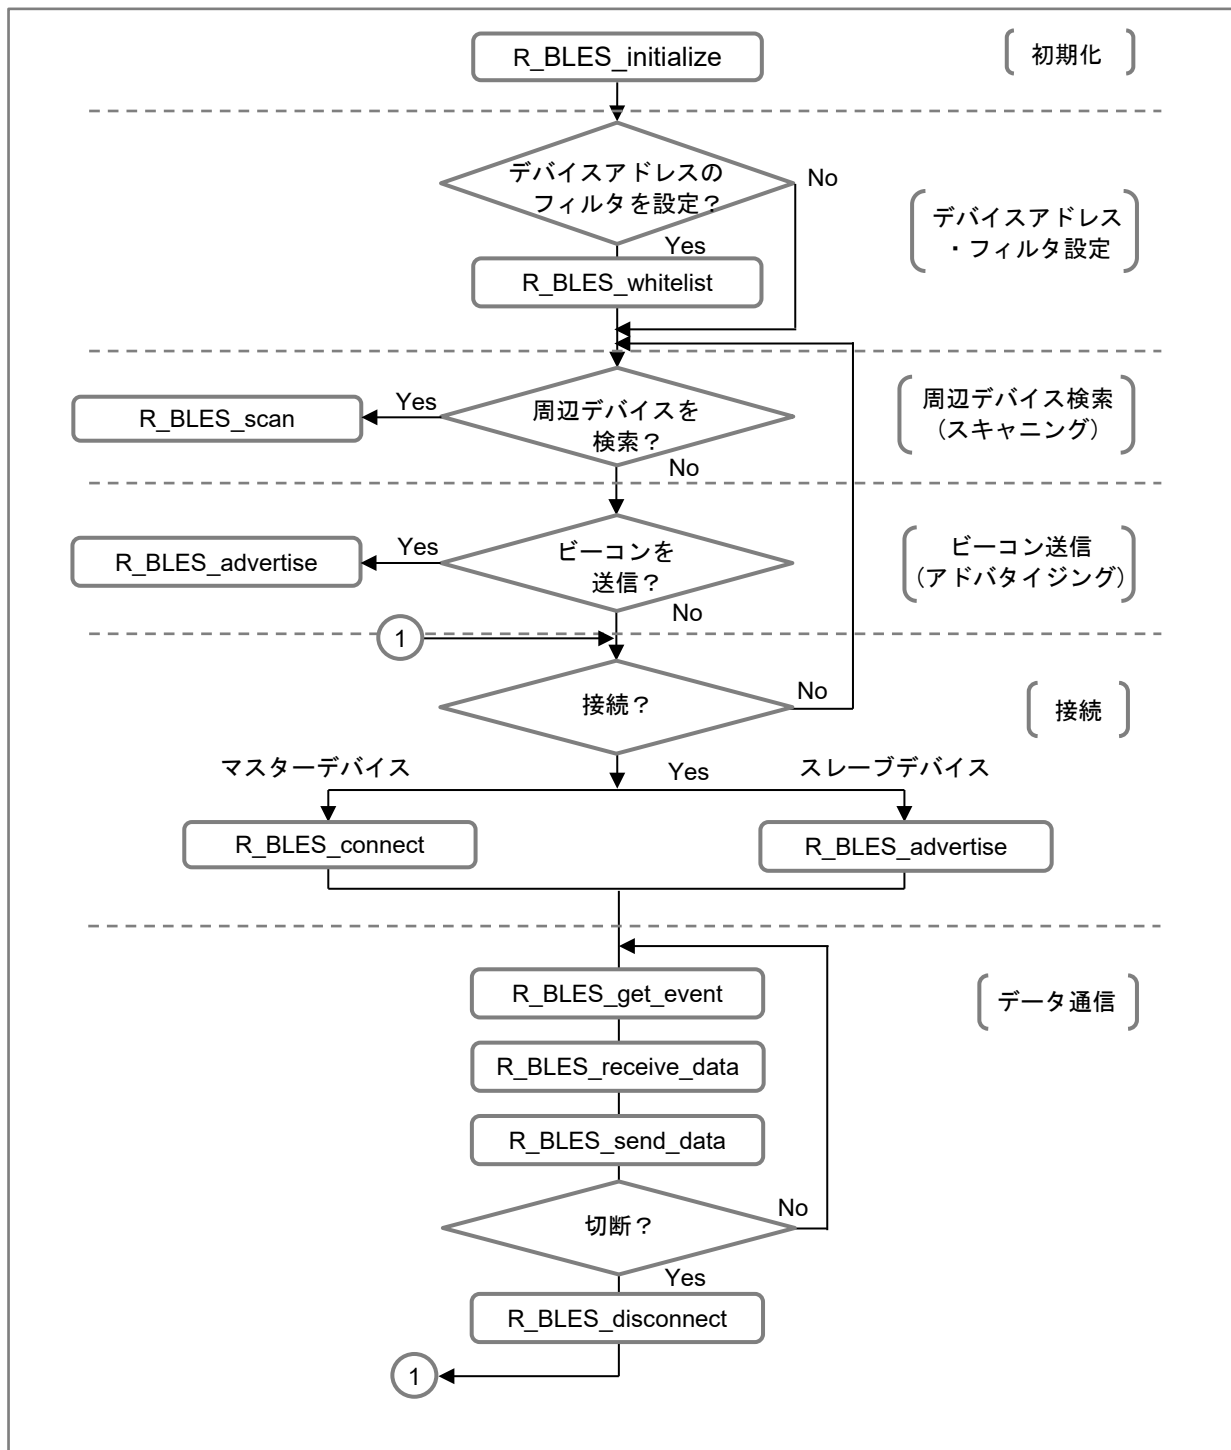 R_BLES_initialize
初期化
デバイスアドレスの
フィルタを設定？
No
デバイスアドレス
・フィルタ設定
Yes
R_BLES_whitelist
R_BLES_scan
Yes
周辺デバイスを
検索？
No
周辺デバイス検索
（スキャニング）
R_BLES_advertise
Yes
ビーコンを
送信？
No
ビーコン送信
（アドバタイジング）
1
接続？
No
接続
マスターデバイス
Yes
スレーブデバイス
R_BLES_connect
R_BLES_advertise
R_BLES_get_event
データ通信
R_BLES_receive_data
R_BLES_send_data
切断？
No
Yes
R_BLES_disconnect
1